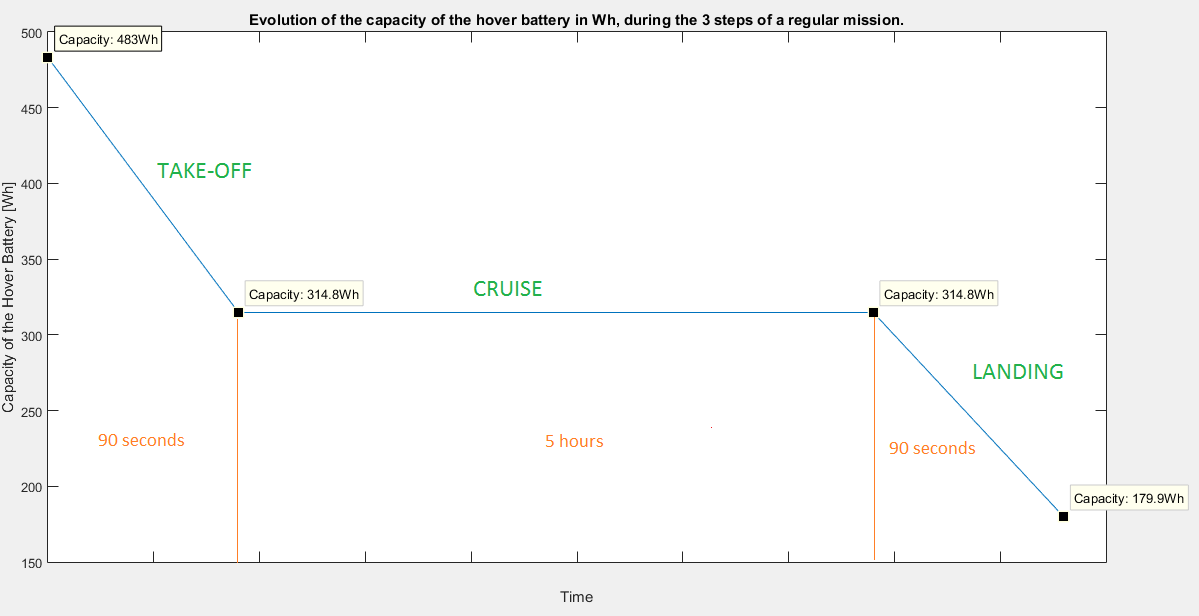 Evolution of the capacity of the hover battery in Wh, during the 3 steps of a regular mission.
500
Capacity: 483Wh
450
TAKE-OFF
400
Capacity of the Hover Battery [Wh]
350
CRUISE
Capacity: 314.8Wh
Capacity: 314.8Wh
300
LANDING
250
90 seconds
5 hours
90 seconds
200
Capacity: 179.9Wh
150
Time